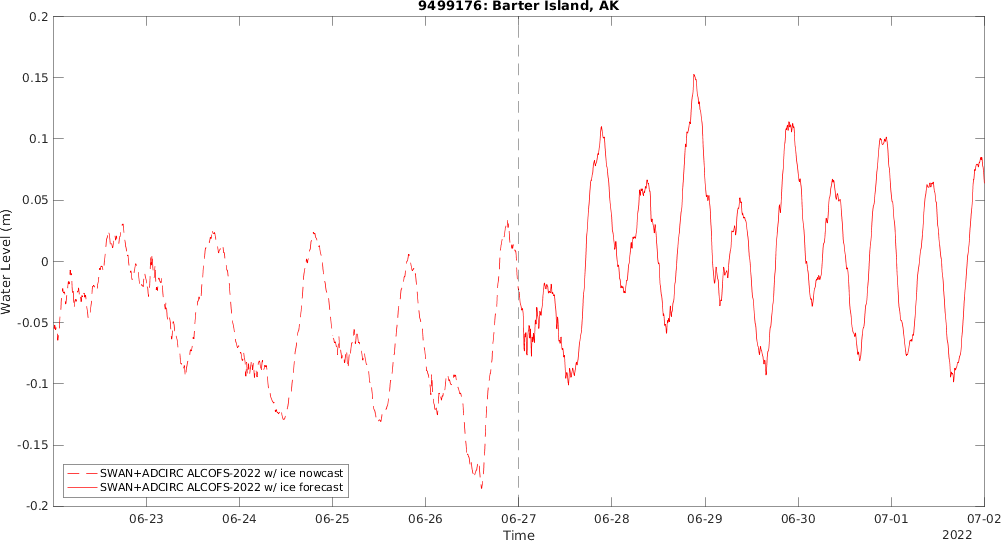 9499176: Barter Island, AK
0.2
0.15
0.1
0.05
0
-0.05
-0.1
-0.15
-0.2
Water Level (m)
SWAN+ADCIRC ALCOFS-2022 w/ ice nowcast
SWAN+ADCIRC ALCOFS-2022 w/ ice forecast
06-23 06-24 06-25 06-26 06-27 06-28 06-29 06-30 07-01 07-02
Time
2022